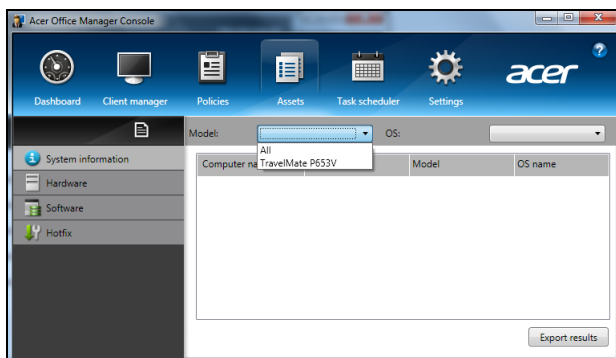 Acer Office Manager Console
?
acer
Dashboard Client manager Policies Assets Task scheduler Settings
Model: OS:
All
TravelMate P653V
System information
Hardware
Software
Hotfix
Computer na Model OS name
Export results